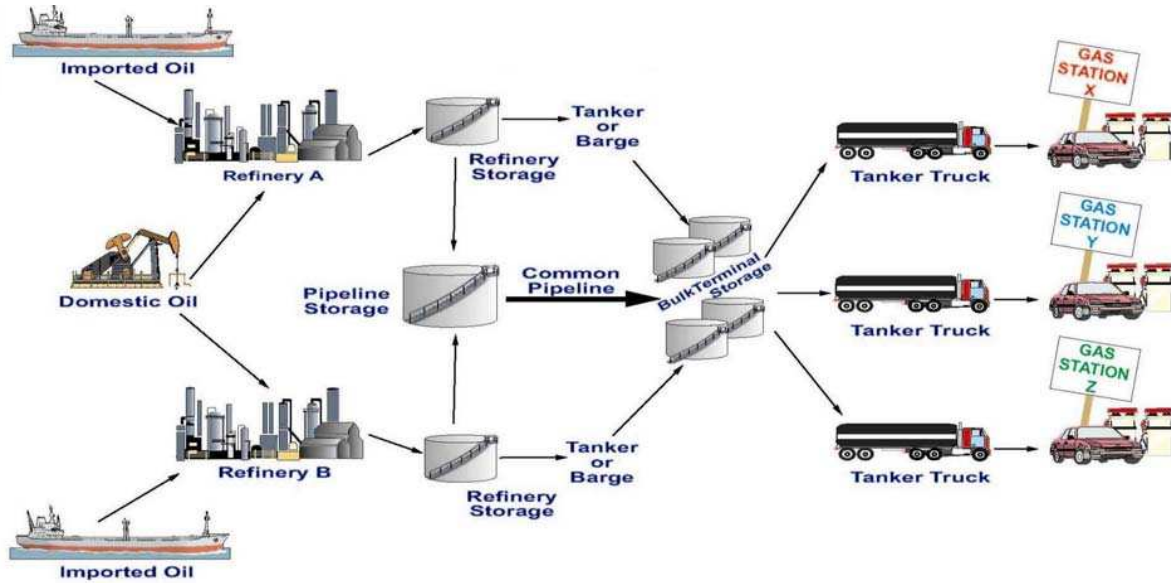 Imported Oil
Refinery A
Refinery
Storage
Tanker
or
Barge
Tanker Truck
GAS
STATION
X
Domestic Oil
Pipeline
Storage
Common
Pipeline
BulkTerminal
Storage
Tanker Truck
GAS
STATION
Y
Refinery B
Refinery
Storage
Tanker
or
Barge
Tanker Truck
GAS
STATION
Z
Imported Oil